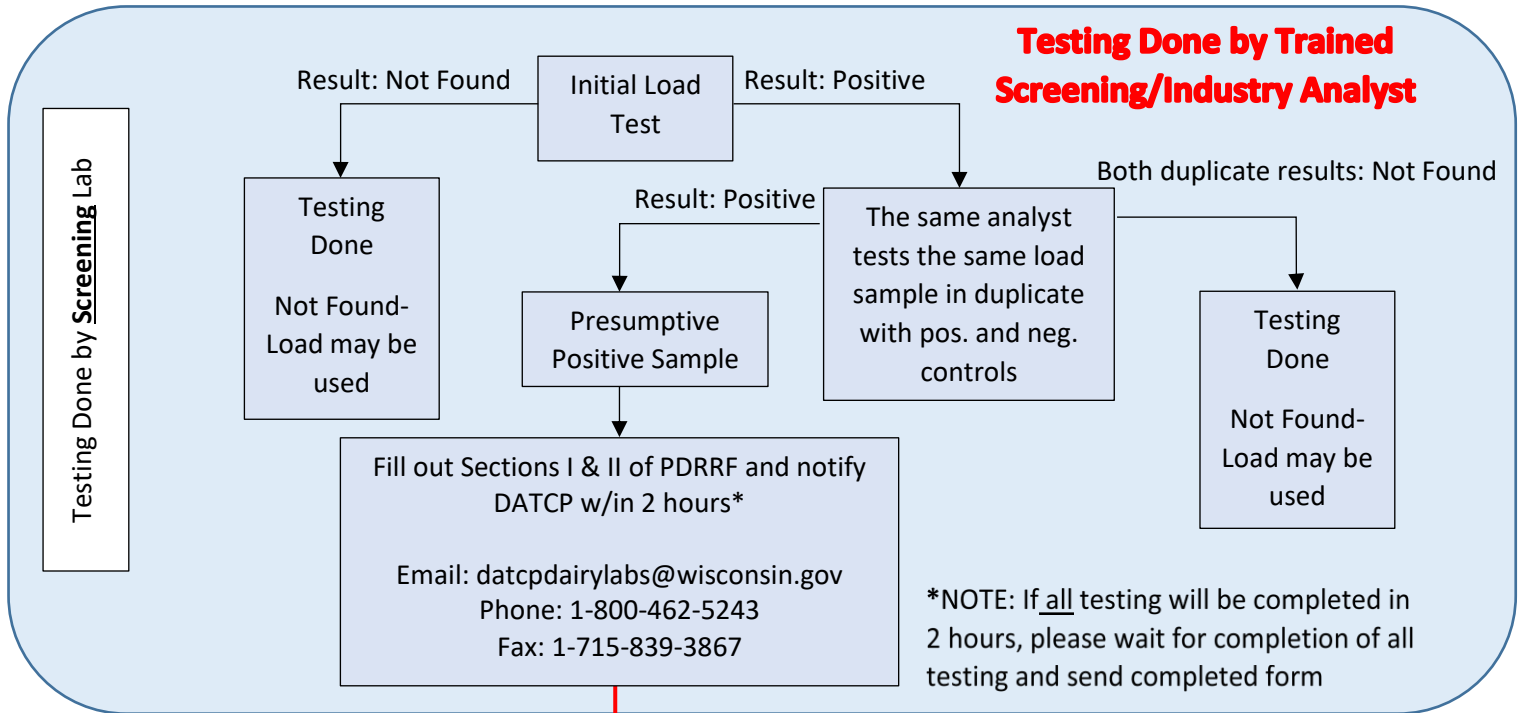 Testing Done by Trained
Screening/Industry Analyst
Result: Not Found
Initial Load
Test
Result: Positive
Testing Done by Screening Lab
Testing
Done
Not Found-
Load may be
used
Result: Positive
The same analyst
tests the same load
sample in duplicate
with pos. and neg.
controls
Both duplicate results: Not Found
Testing
Done
Not Found-
Load may be
used
Presumptive
Positive Sample
Fill out Sections I & II of PDRRF and notify
DATCP w/in 2 hours*
Email: datcpdairylabs@wisconsin.gov
Phone: 1-800-462-5243
Fax: 1-715-839-3867
*NOTE: If all testing will be completed in
2 hours, please wait for completion of all
testing and send completed form